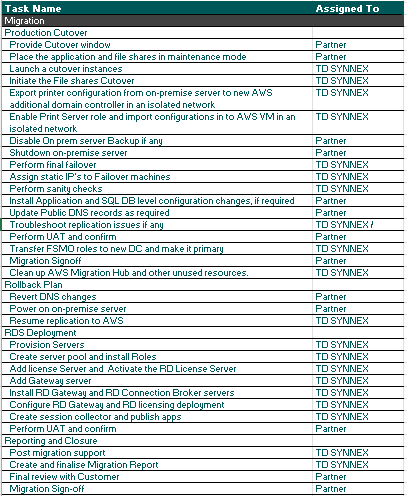 Task Name Assigned To
Migration
Production Cutover
Provide Cutover window Partner
Place the application and file shares in maintenance mode Partner
Launch a cutover instances TD SYNNEX
Initiate the File shares Cutover TD SYNNEX
Export printer configuration from on-premise server to new AWS TD SYNNEX
additional domain controller in an isolated network
Enable Print Server role and import configurations in to AWS VM in an TD SYNNEX
isolated network
Disable On prem server Backup if any Partner
Shutdown on-premise server Partner
Perform final failover TD SYNNEX
Assign static IP's to Failover machines TD SYNNEX
Perform sanity checks TD SYNNEX
Install Application and SQL DB level configuration changes, if required Partner
Update Public DNS records as required Partner
Troubleshoot replication issues if any TD SYNNEX /
Perform UAT and confirm Partner
Transfer FSMO roles to new DC and make it primary TD SYNNEX
Migration Signoff Partner
Clean up AWS Migration Hub and other unused resources. TD SYNNEX
Rollback Plan
Revert DNS changes Partner
Power on on-premise server Partner
Resume replication to AWS TD SYNNEX
RDS Deployment
Provision Servers TD SYNNEX
Create server pool and install Roles TD SYNNEX
Add license Server and Activate the RD License Server TD SYNNEX
Add Gateway server TD SYNNEX
Install RD Gateway and RD Connection Broker servers TD SYNNEX
Configure RD Gateway and RD licensing deployment TD SYNNEX
Create session collector and publish apps TD SYNNEX
Perform UAT and confirm Partner
Reporting and Closure
Post migration support TD SYNNEX
Create and finalise Migration Report TD SYNNEX
Final review with Customer Partner
Migration Sign-off Partner